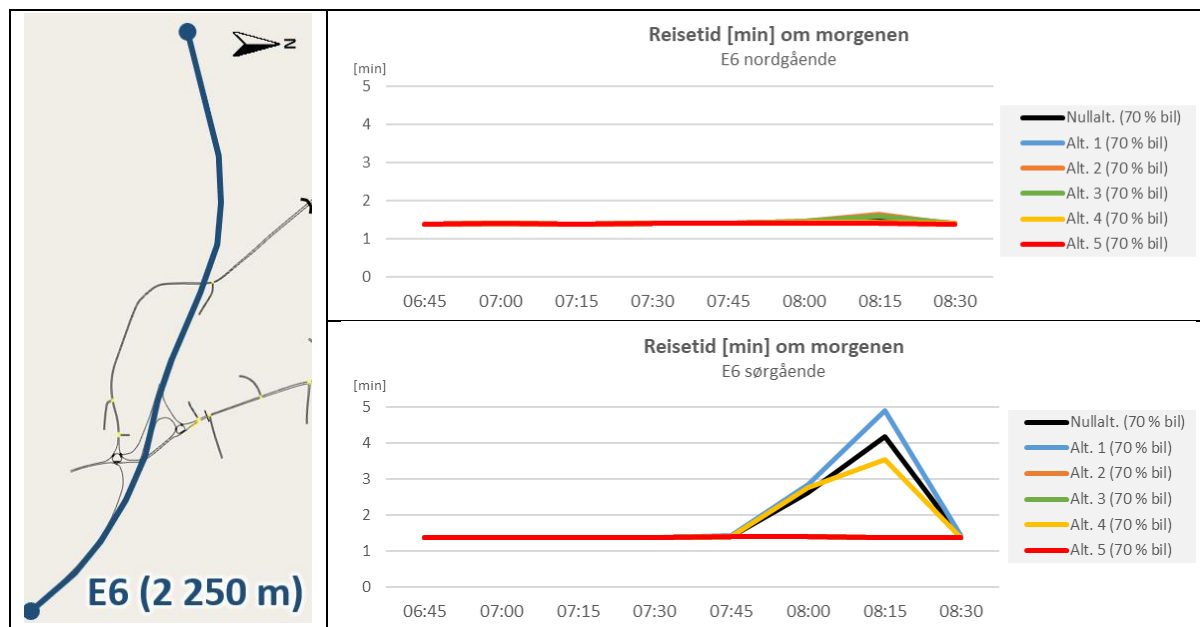 N
E6 (2 250 m)
Reisetid [min] om morgenen
E6 nordgående
[min]
5
4
3
2
1
0
06:45 07:00 07:15 07:30 07:45 08:00 08:15 08:30
Nullalt. (70 % bil)
Alt. 1 (70 % bil)
Alt. 2 (70 % bil)
Alt. 3 (70 % bil)
Alt. 4 (70 % bil)
Alt. 5 (70 % bil)
Reisetid [min] om morgenen
E6 sørgående
[min]
5
4
3
2
1
0
06:45 07:00 07:15 07:30 07:45 08:00 08:15 08:30
Nullalt. (70 % bil)
Alt. 1 (70 % bil)
Alt. 2 (70 % bil)
Alt. 3 (70 % bil)
Alt. 4 (70 % bil)
Alt. 5 (70 % bil)